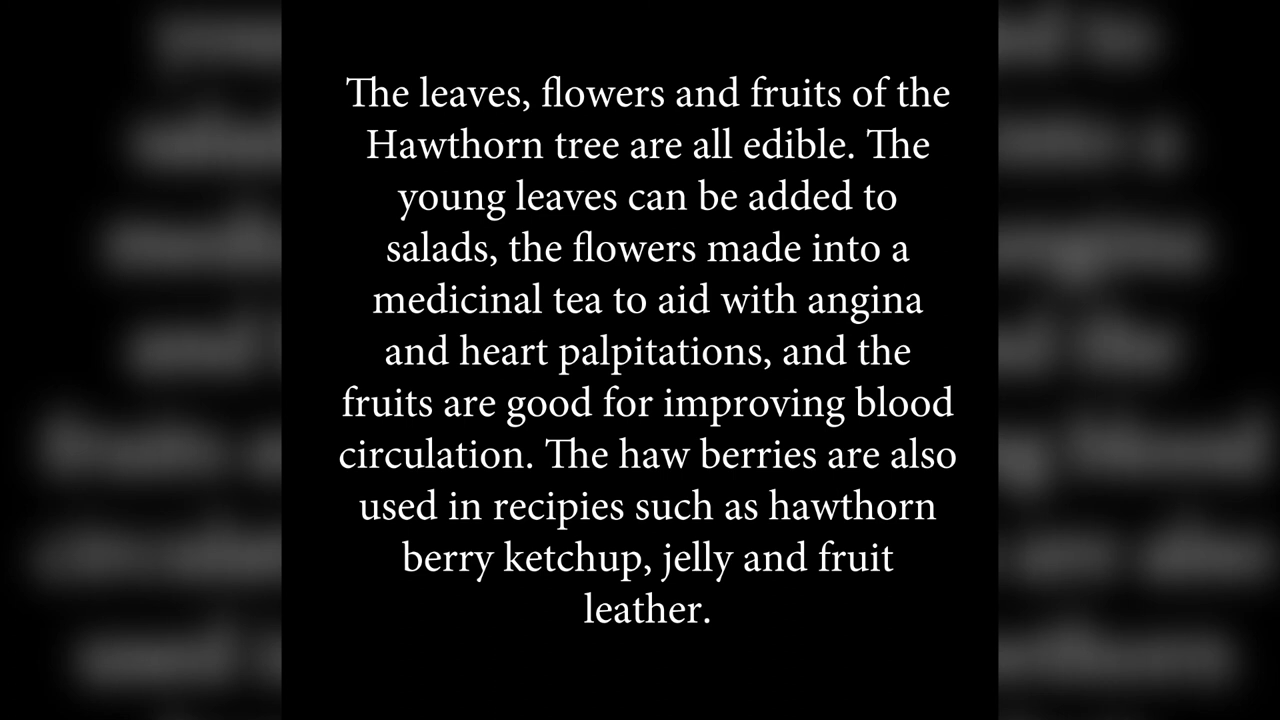 The leaves, flowers and fruits of the
Hawthorn tree are all edible. The
young leaves can be added to
salads, the flowers made into a
medicinal tea to aid with angina
and heart palpitations, and the
fruits are good for improving blood
circulation. The haw berries are also
used in recipies such as hawthorn
berry ketchup, jelly and fruit
leather.